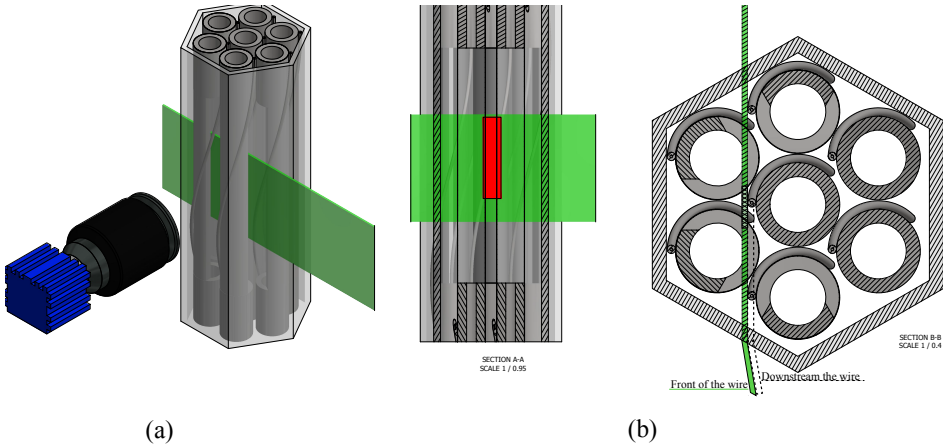 SECTION A-A
SCALE 1 / 0.95
SECTION B-B
SCALE 1 / 0.4
Front of the wire
Downstream the wire
(a)
(b)